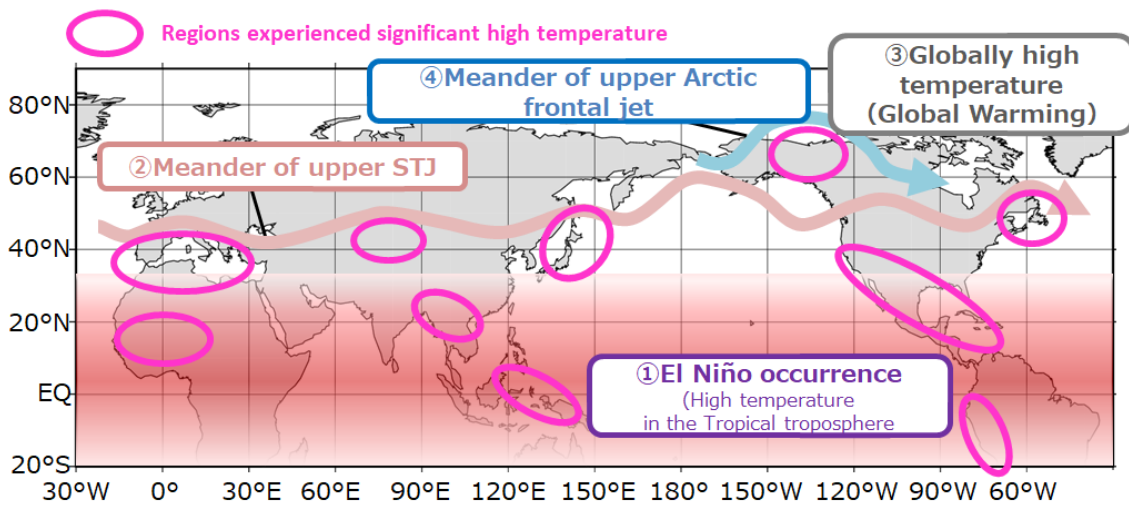 Regions experienced significant high temperature
④Meander of upper Arctic
frontal jet
③Globally high
temperature
(Global Warming)
②Meander of upper STJ
①El Niño occurrence
(High temperature
in the Tropical troposphere
80°N
60°N
40°N
20°N
EQ
20°S
30°W 0° 30°E 60°E 90°E 120°E 150°E 180° 150°W 120°W 90°W 60°W